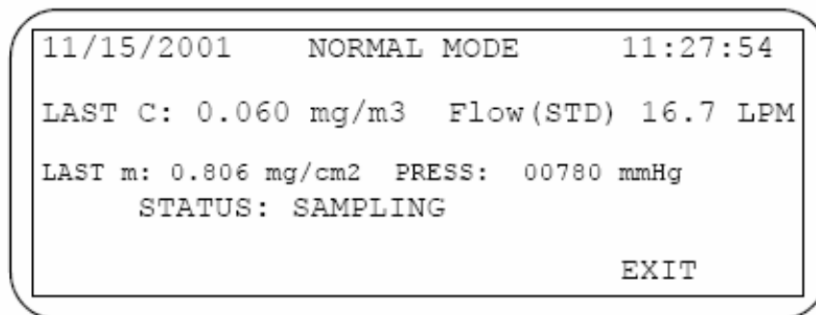 11/15/2001 NORMAL MODE 11:27:54
LAST C: 0.060 mg/m3 Flow(STD) 16.7 LPM
LAST m: 0.806 mg/cm2 PRESS: 00780 mmHg
STATUS: SAMPLING
EXIT